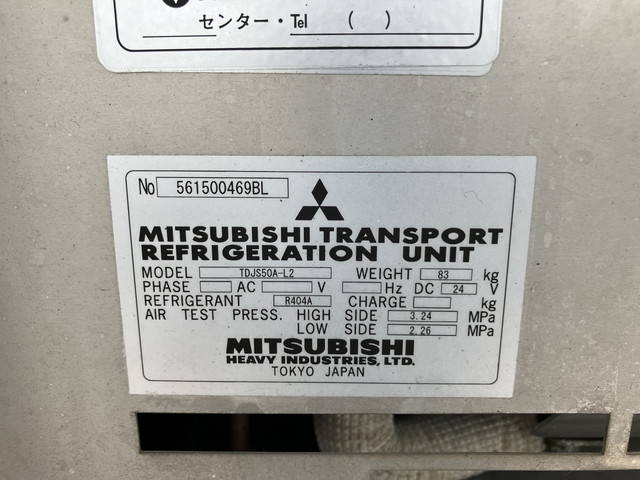 センター・Tel ( )
No 561500469BL
MITSUBISHI TRANSPORT
REFRIGERATION UNIT
MODEL TDJS50A-L2 WEIGHT 83 kg
PHASE AC V Hz DC 24 V
REFRIGERANT R404A CHARGE kg
AIR TEST PRESS. HIGH SIDE 3.24 MPa
LOW SIDE 2.26 MPa
MITSUBISHI
HEAVY INDUSTRIES, LTD.
TOKYO JAPAN